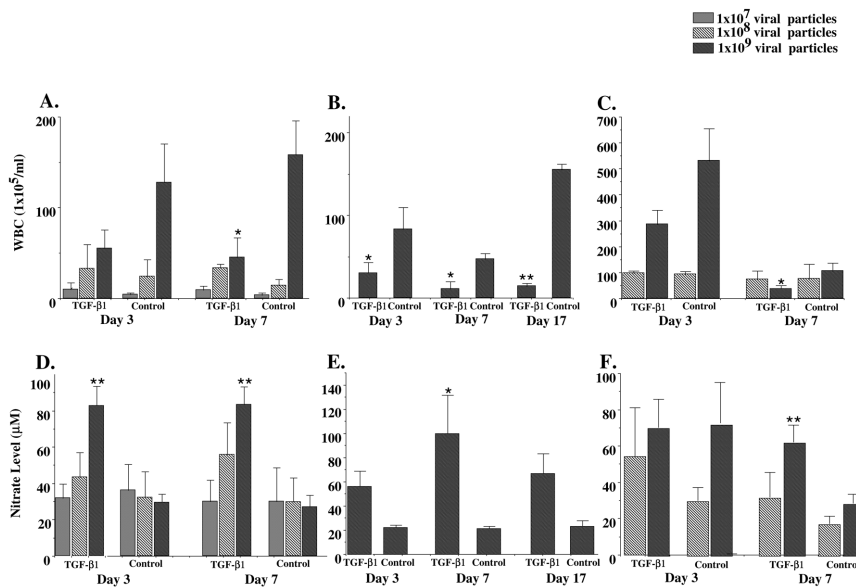 1x10⁷ viral particles
1x10⁸ viral particles
1x10⁹ viral particles
A.
B.
C.
WBC (1x10⁵/ml)
200
100
0
*
TGF-β1 Control TGF-β1 Control
Day 3 Day 7
200
100
0
* * **
TGF-β1 Control TGF-β1 Control TGF-β1 Control
Day 3 Day 7 Day 17
700
600
500
400
300
200
100
0
*
TGF-β1 Control TGF-β1 Control
Day 3 Day 7
D.
E.
F.
Nitrate Level (µM)
100
80
60
40
20
0
** **
TGF-β1 Control TGF-β1 Control
Day 3 Day 7
140
120
100
80
60
40
20
0
*
TGF-β1 Control TGF-β1 Control TGF-β1 Control
Day 3 Day 7 Day 17
100
80
60
40
20
0
**
TGF-β1 Control TGF-β1 Control
Day 3 Day 7